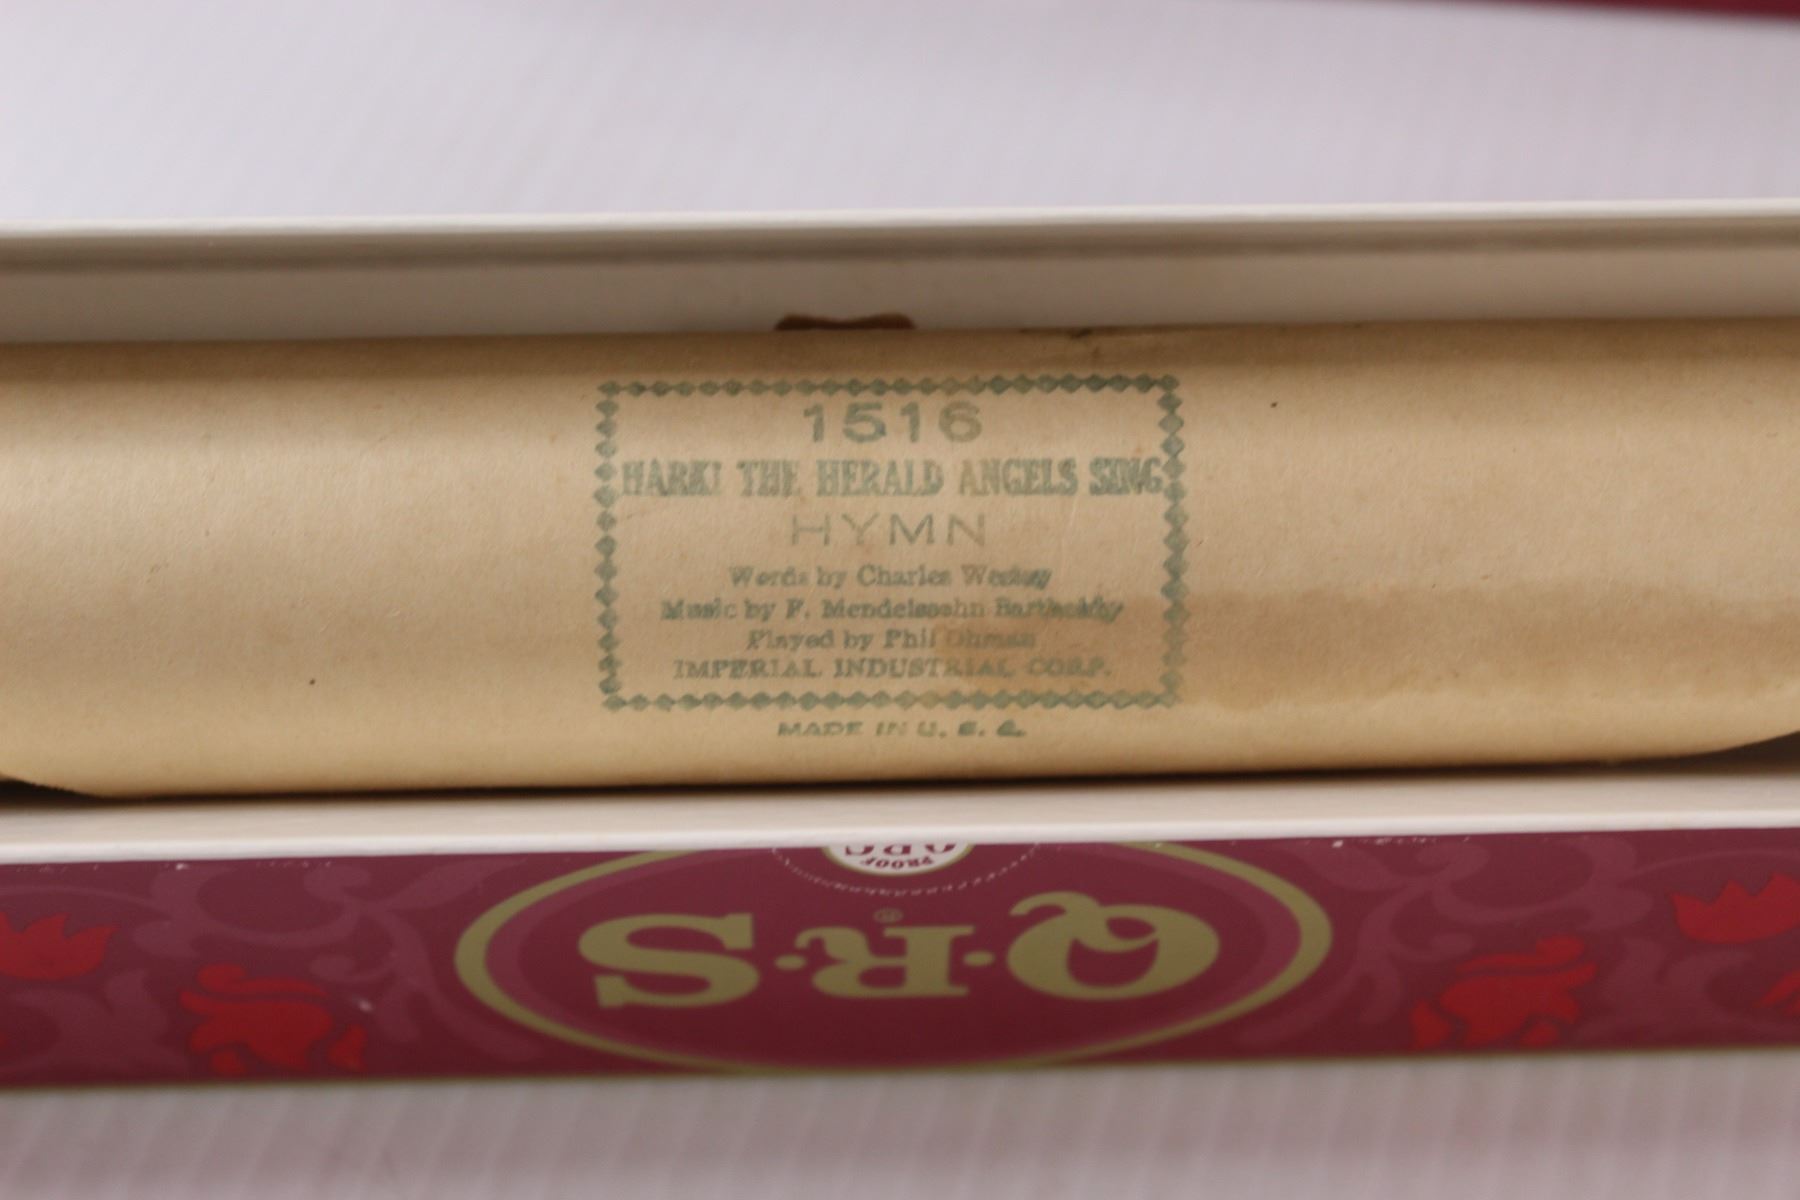 1516
HARK! THE HERALD ANGELS SING
HYMN
Words by Charles Wesley
Music by F. Mendelssohn Bartholdy
Played by Phil Ohman
IMPERIAL INDUSTRIAL CORP.
MADE IN U. S. A.
Q·R·S
®
PROOF